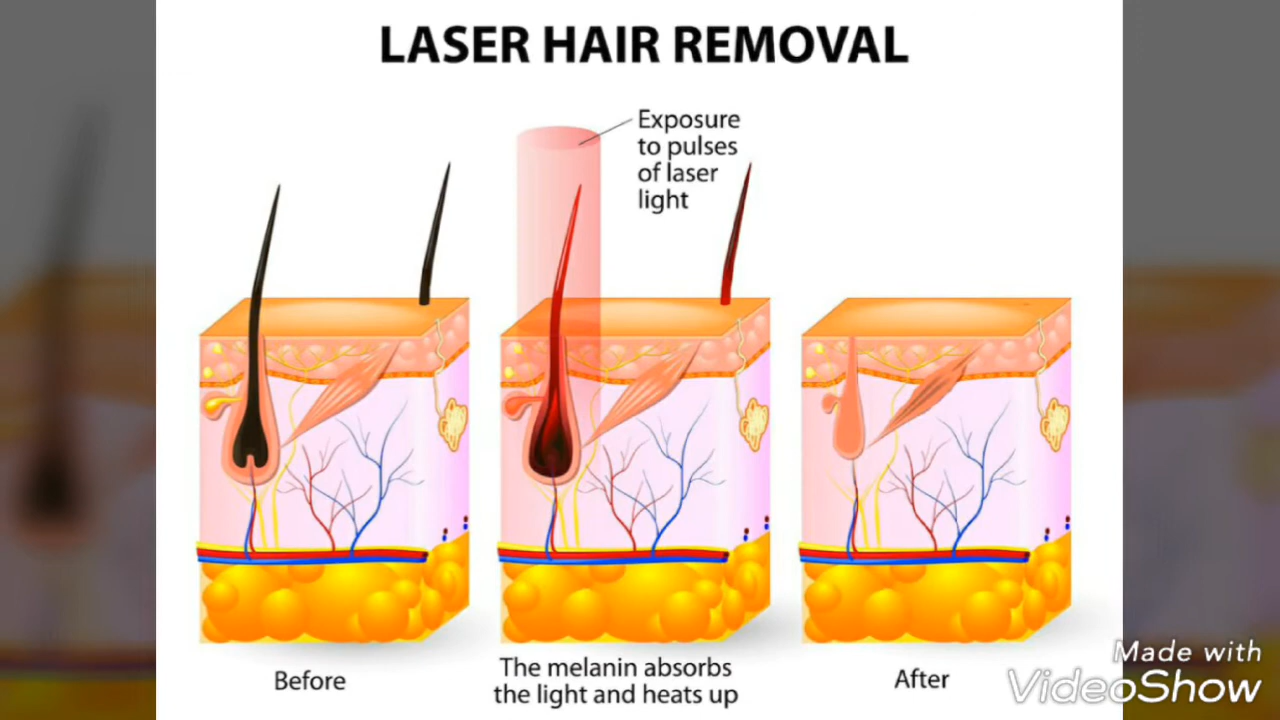 LASER HAIR REMOVAL
Exposure
to pulses
of laser
light
Before
The melanin absorbs
the light and heats up
After
Made with
VideoShow